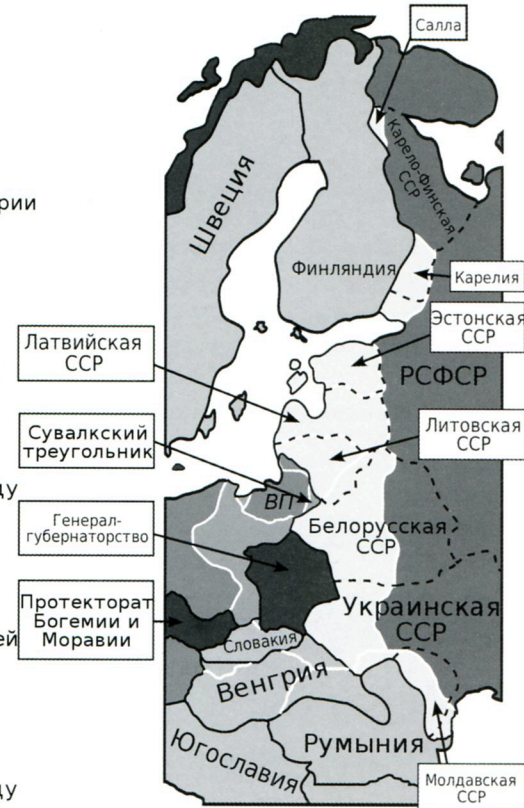 Салла
Швеция
Карело-Финская
ССР
рии
Финляндия
Карелия
Эстонская
ССР
Латвийская
ССР
РСФСР
Литовская
ССР
Сувалкский
треугольник
ду
ВП
Генерал-
губернаторство
Белорусская
ССР
Протекторат
Богемии и
Моравии
ей
Украинская
ССР
Словакия
Венгрия
Югославия
Румыния
Молдавская
ССР
ду